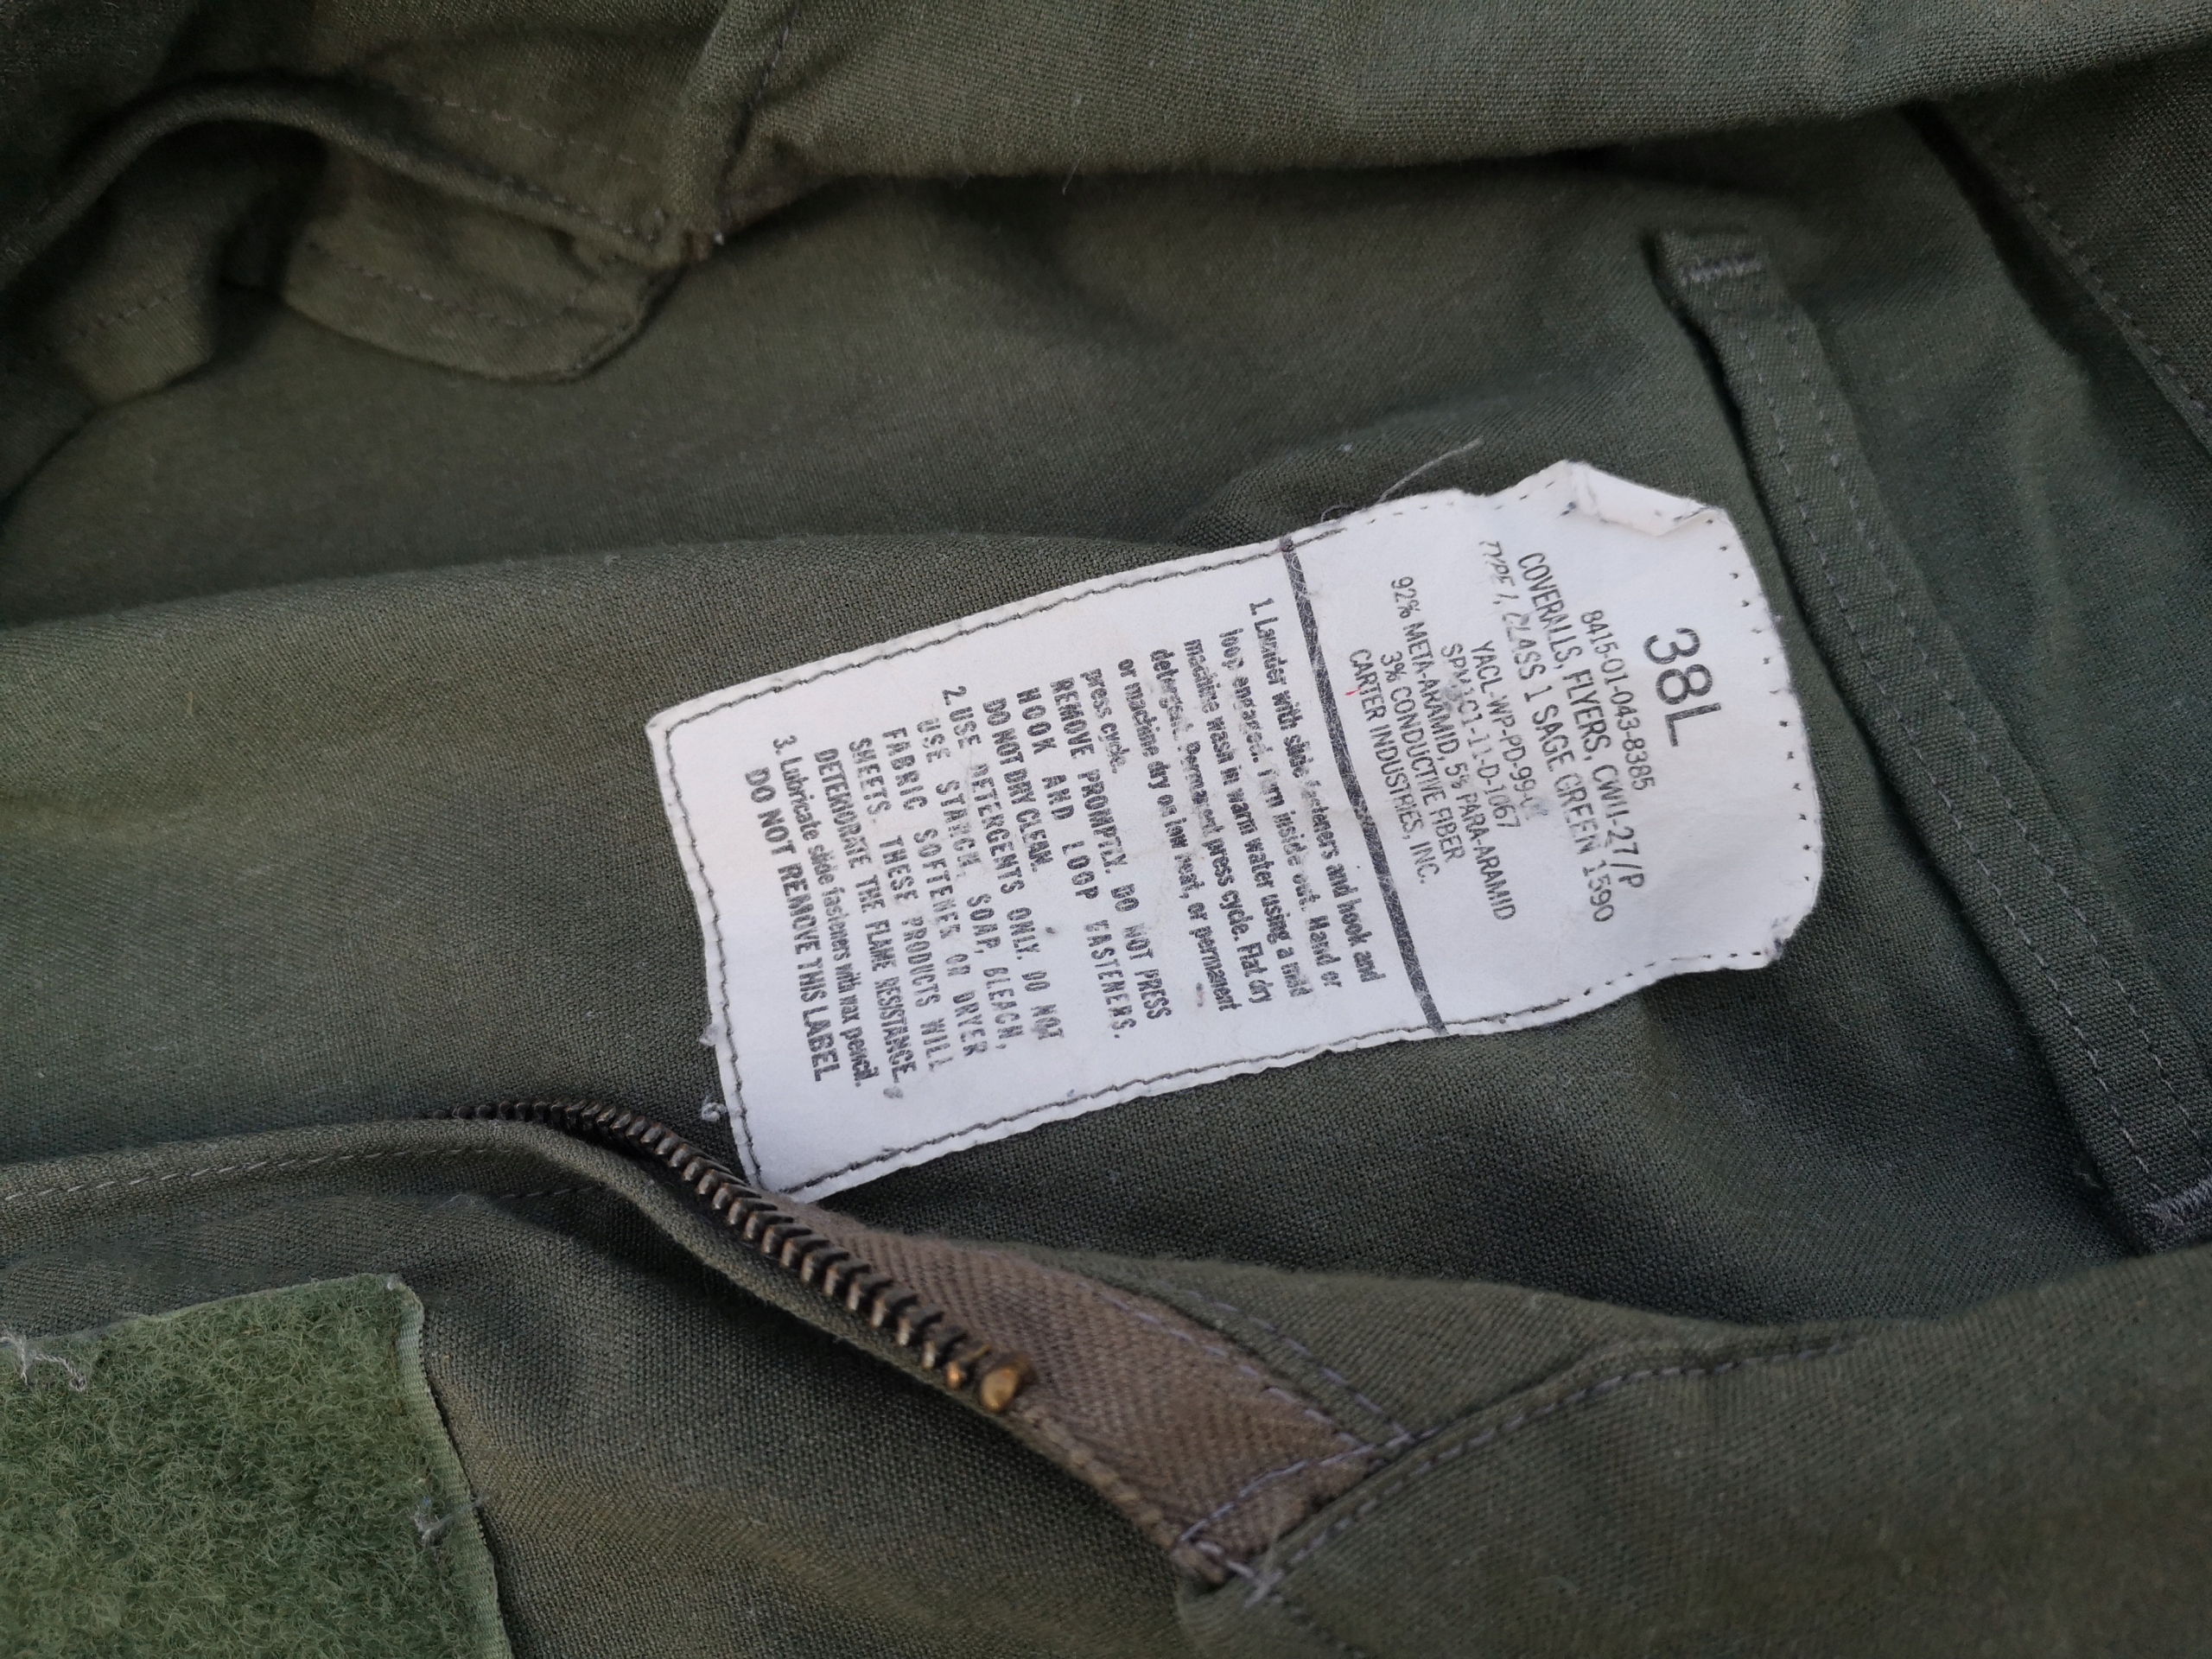 38L
8415-01-043-8385
COVERALLS, FLYERS, CWU-27/P
TYPE 1, CLASS 1 SAGE GREEN 1590
YACL-WP-PD-99-
SPM1C1-11-D-1067
92% META-ARAMID, 5% PARA-ARAMID
3% CONDUCTIVE FIBER
CARTER INDUSTRIES, INC.
1. Launder with slide fasteners and hook and
loop engaged. Turn inside out. Hand or
machine wash in warm water using a mild
detergent. Permanent press cycle. Flat dry
or machine dry on low heat, or permanent
press cycle.
REMOVE PROMPTLY. DO NOT PRESS
HOOK AND LOOP FASTENERS.
DO NOT DRY CLEAN.
2. USE DETERGENTS ONLY. DO NOT
USE STARCH, SOAP, BLEACH,
FABRIC SOFTENER OR DRYER
SHEETS. THESE PRODUCTS WILL
DETERIORATE THE FLAME RESISTANCE.
3. Lubricate slide fasteners with wax pencil.
DO NOT REMOVE THIS LABEL